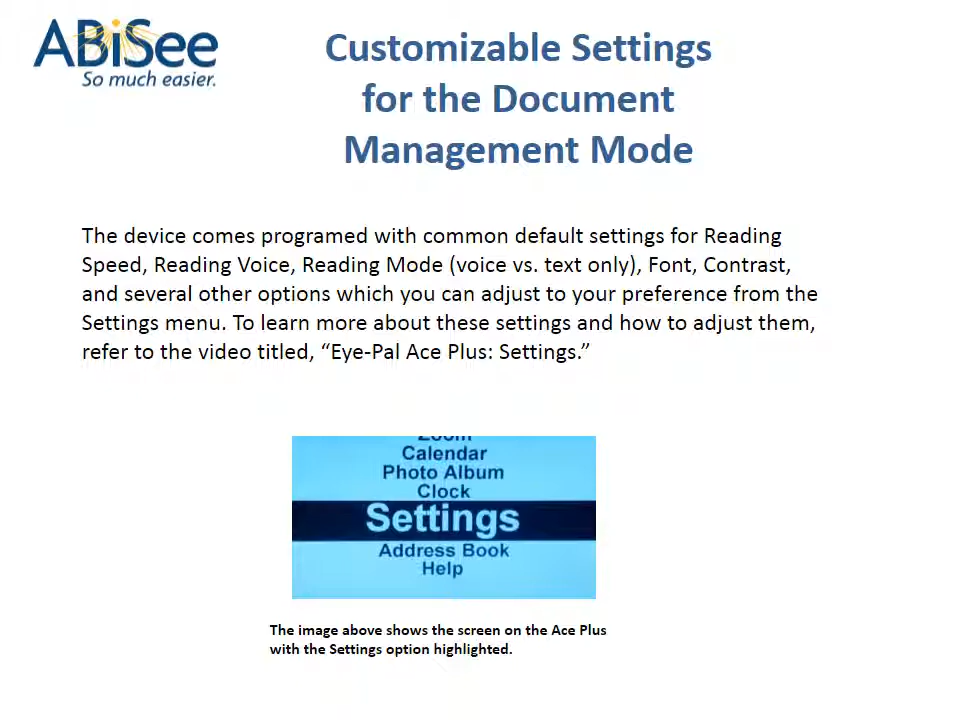 ABiSee
So much easier.
Customizable Settings
for the Document
Management Mode
The device comes programed with common default settings for Reading
Speed, Reading Voice, Reading Mode (voice vs. text only), Font, Contrast,
and several other options which you can adjust to your preference from the
Settings menu. To learn more about these settings and how to adjust them,
refer to the video titled, “Eye-Pal Ace Plus: Settings.”
Zoom
Calendar
Photo Album
Clock
Settings
Address Book
Help
The image above shows the screen on the Ace Plus
with the Settings option highlighted.